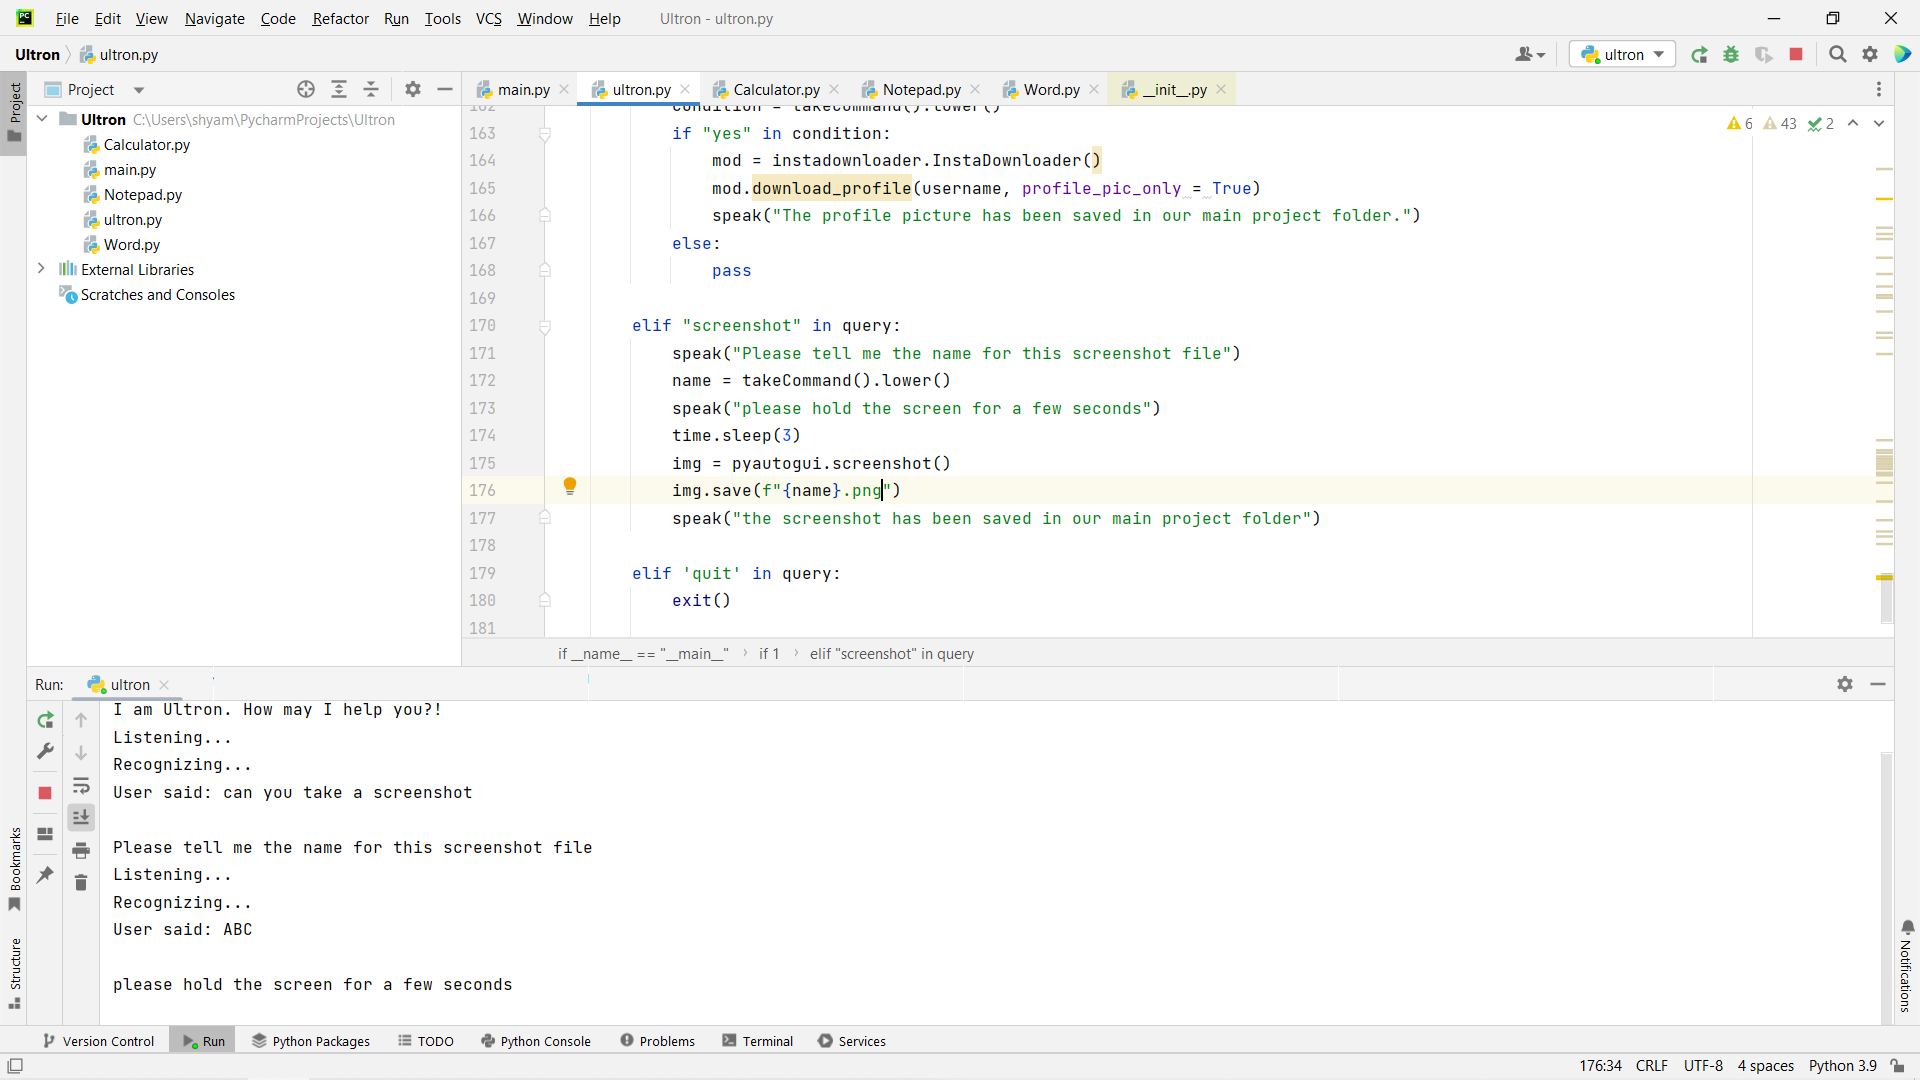 File Edit View Navigate Code Refactor Run Tools VCS Window Help Ultron - ultron.py
Ultron ultron.py ultron
Project
main.py ultron.py Calculator.py Notepad.py Word.py __init__.py
Project
Ultron C:\Users\shyam\PycharmProjects\Ultron
Calculator.py
main.py
Notepad.py
ultron.py
Word.py
External Libraries
Scratches and Consoles
6 43 2
162 condition = takeCommand().lower()
163 if "yes" in condition:
164 mod = instadownloader.InstaDownloader()
165 mod.download_profile(username, profile_pic_only = True)
166 speak("The profile picture has been saved in our main project folder.")
167 else:
168 pass
169
170 elif "screenshot" in query:
171 speak("Please tell me the name for this screenshot file")
172 name = takeCommand().lower()
173 speak("please hold the screen for a few seconds")
174 time.sleep(3)
175 img = pyautogui.screenshot()
176 img.save(f"{name}.png")
177 speak("the screenshot has been saved in our main project folder")
178
179 elif 'quit' in query:
180 exit()
181
if __name__ == "__main__" › if 1 › elif "screenshot" in query
Run: ultron
I am Ultron. How may I help you?!
Listening...
Recognizing...
User said: can you take a screenshot
Please tell me the name for this screenshot file
Listening...
Recognizing...
User said: ABC
please hold the screen for a few seconds
Bookmarks
Structure
Notifications
Version Control Run Python Packages TODO Python Console Problems Terminal Services
176:34 CRLF UTF-8 4 spaces Python 3.9